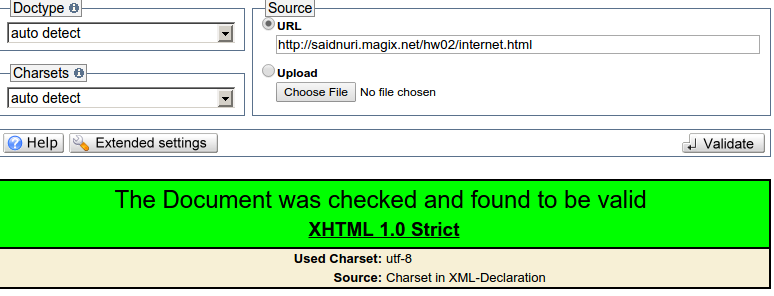 Doctype
auto detect
Charsets
auto detect
Source
URL
http://saidnuri.magix.net/hw02/internet.html
Upload
Choose File No file chosen
Help Extended settings Validate
The Document was checked and found to be valid
XHTML 1.0 Strict
Used Charset: utf-8
Source: Charset in XML-Declaration